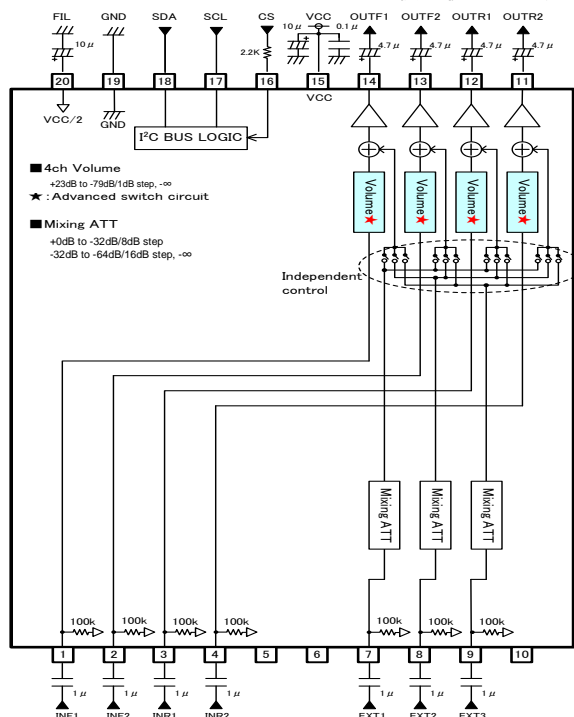 FIL GND SDA SCL CS VCC OUTF1 OUTF2 OUTR1 OUTR2
10μ 2.2K 10μ 0.1μ 4.7μ 4.7μ 4.7μ 4.7μ
+ + + + + +
20 19 18 17 16 15 14 13 12 11
VCC/2 GND VCC
I²C BUS LOGIC
■ 4ch Volume
+23dB to -79dB/1dB step, -∞
★ : Advanced switch circuit
■ Mixing ATT
+0dB to -32dB/8dB step
-32dB to -64dB/16dB step, -∞
Volume★ Volume★ Volume★ Volume★
Independent
control
Mixing ATT Mixing ATT Mixing ATT
100k 100k 100k 100k 100k 100k 100k
1 2 3 4 5 6 7 8 9 10
1μ 1μ 1μ 1μ 1μ 1μ 1μ
INF1 INF2 INR1 INR2 EXT1 EXT2 EXT3